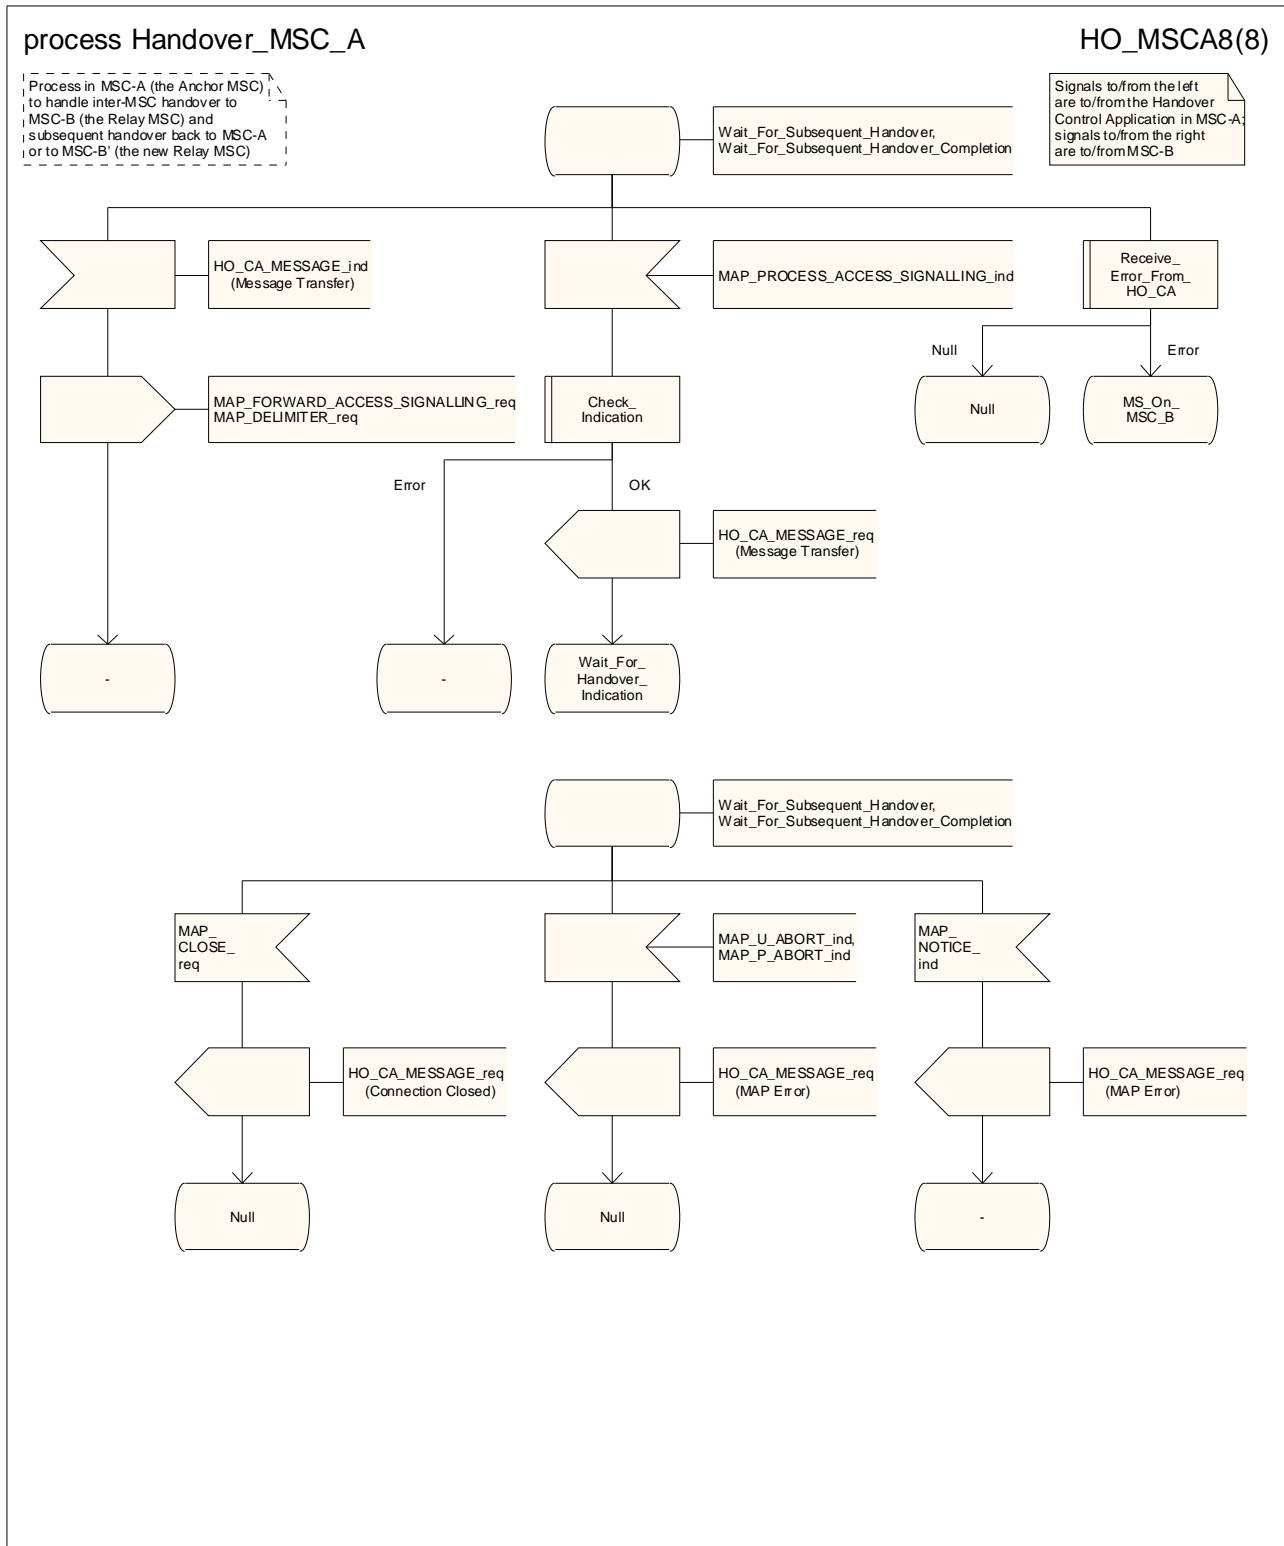 process Handover_MSC_A
HO_MSCA8(8)
Process in MSC-A (the Anchor MSC)
to handle inter-MSC handover to
MSC-B (the Relay MSC) and
subsequent handover back to MSC-A
or to MSC-B' (the new Relay MSC)
Signals to/from the left
are to/from the Handover
Control Application in MSC-A;
signals to/from the right
are to/from MSC-B
Wait_For_Subsequent_Handover,
Wait_For_Subsequent_Handover_Completion
HO_CA_MESSAGE_ind
(Message Transfer)
MAP_PROCESS_ACCESS_SIGNALLING_ind
Receive_
Error_From_
HO_CA
Null
Error
MAP_FORWARD_ACCESS_SIGNALLING_req
MAP_DELIMITER_req
Check_
Indication
Null
MS_On_
MSC_B
Error
OK
HO_CA_MESSAGE_req
(Message Transfer)
-
-
Wait_For_
Handover_
Indication
Wait_For_Subsequent_Handover,
Wait_For_Subsequent_Handover_Completion
MAP_
CLOSE_
req
MAP_U_ABORT_ind,
MAP_P_ABORT_ind
MAP_
NOTICE_
ind
HO_CA_MESSAGE_req
(Connection Closed)
HO_CA_MESSAGE_req
(MAP Error)
HO_CA_MESSAGE_req
(MAP Error)
Null
Null
-